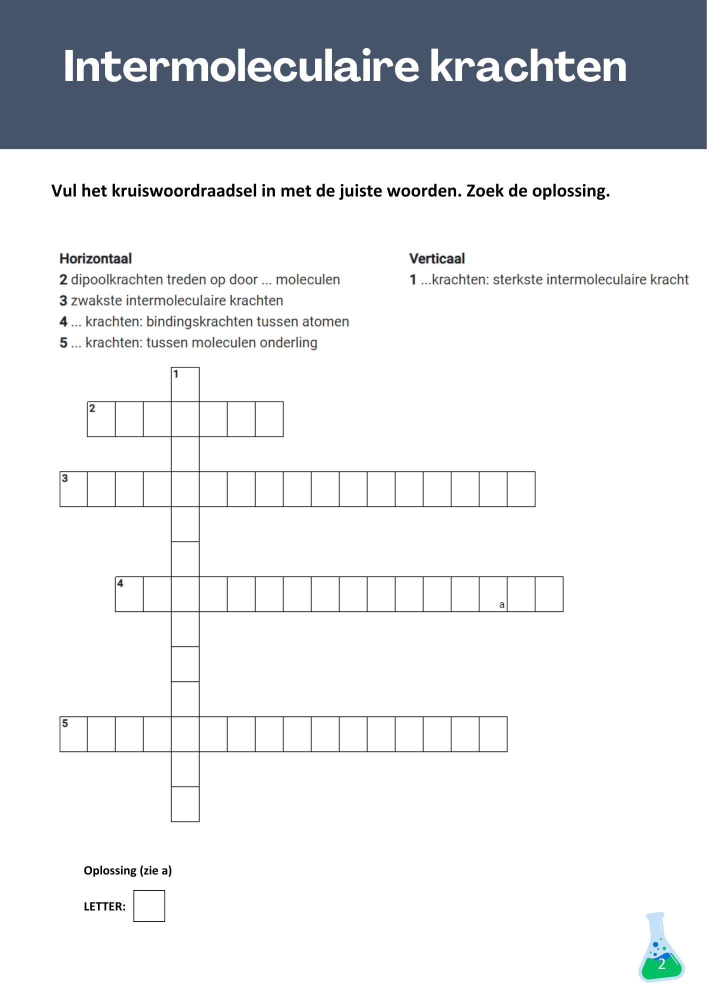 Intermoleculaire krachten
Vul het kruiswoordraadsel in met de juiste woorden. Zoek de oplossing.
Horizontaal
2 dipoolkrachten treden op door ... moleculen
3 zwakste intermoleculaire krachten
4 ... krachten: bindingskrachten tussen atomen
5 ... krachten: tussen moleculen onderling
Verticaal
1 ...krachten: sterkste intermoleculaire kracht
1
2
3
4
a
5
Oplossing (zie a)
LETTER:
2